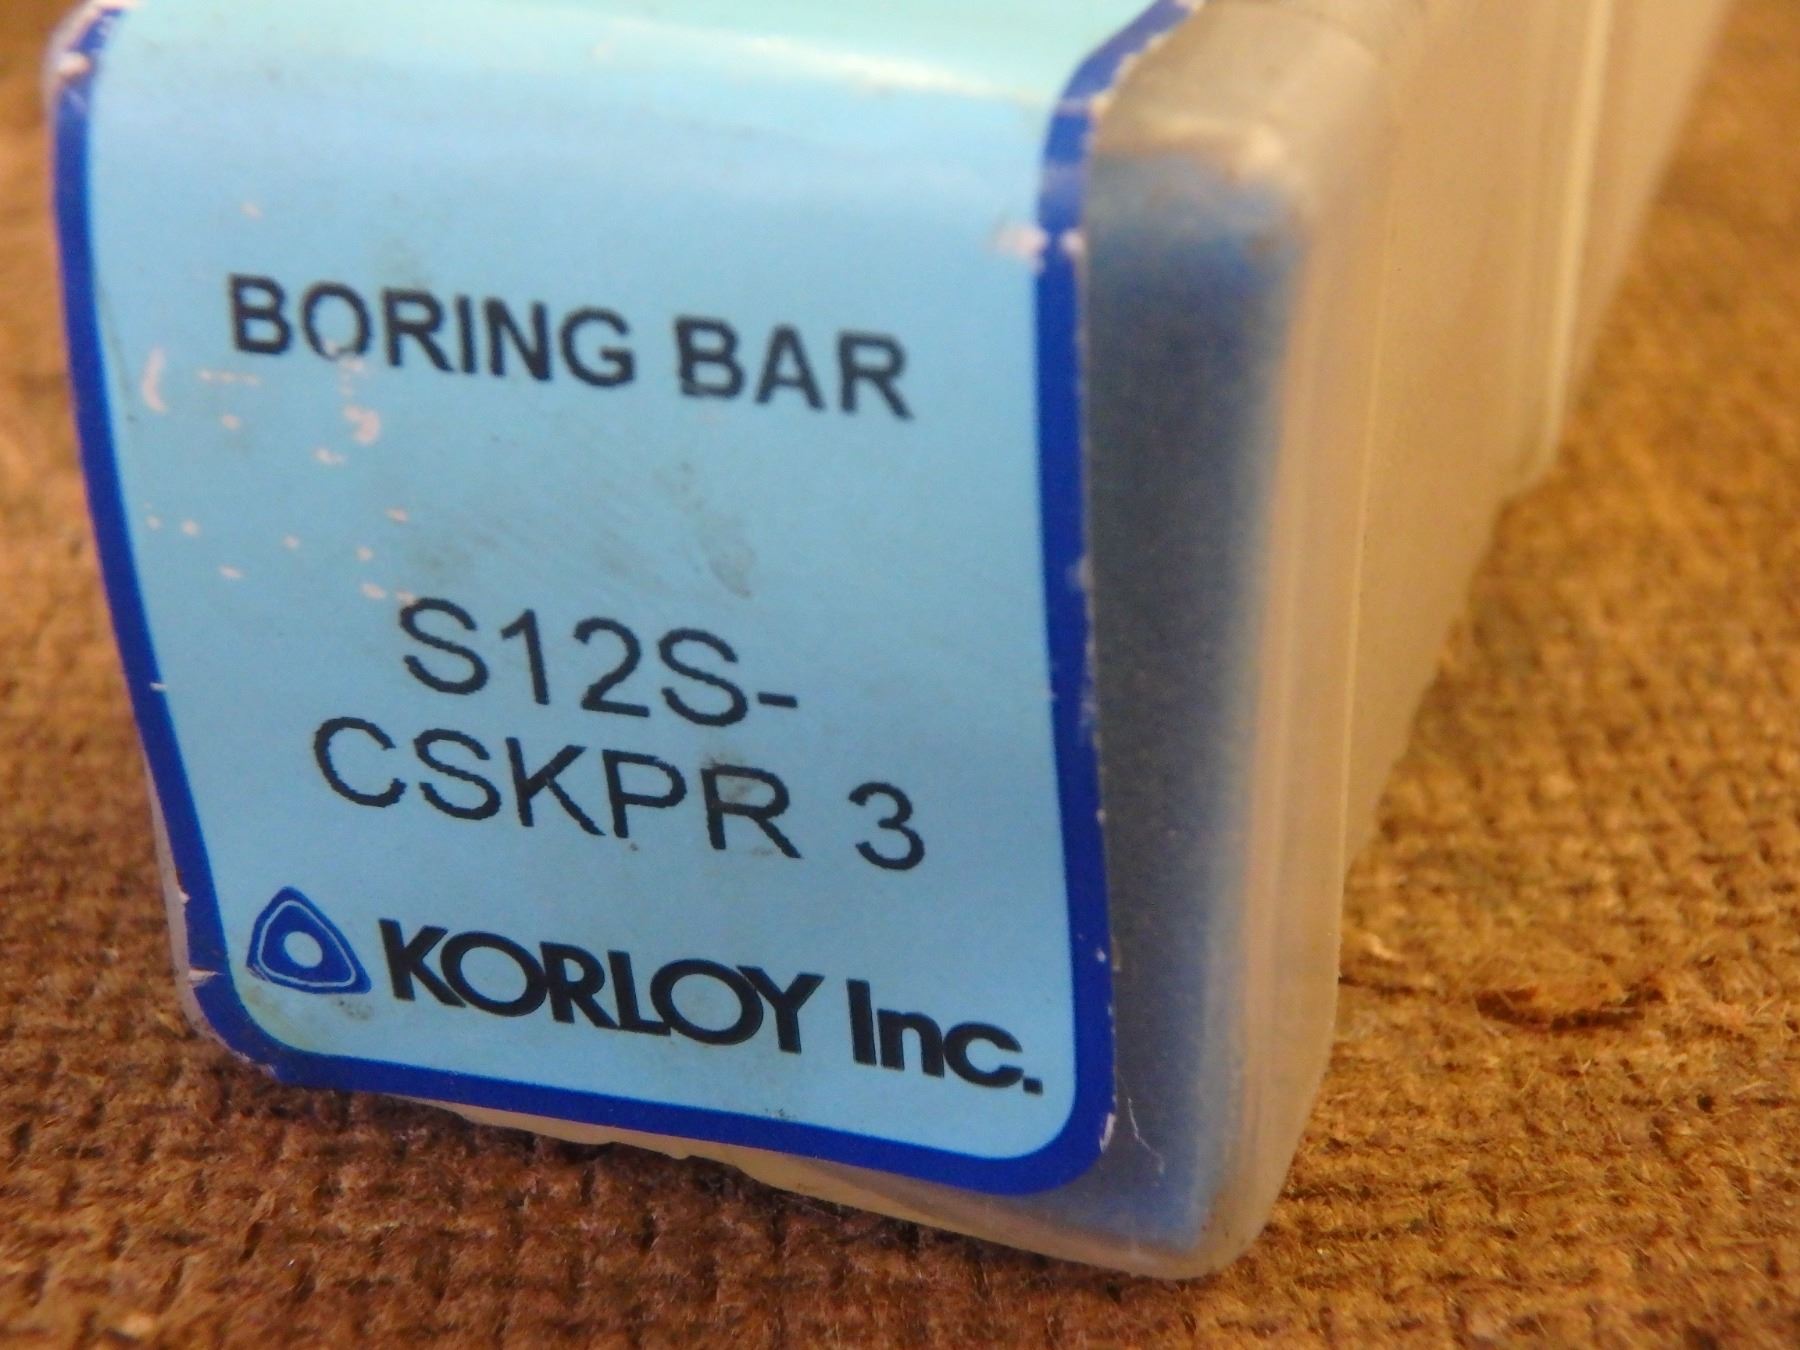 BORING BAR
S12S-
CSKPR 3
KORLOY Inc.